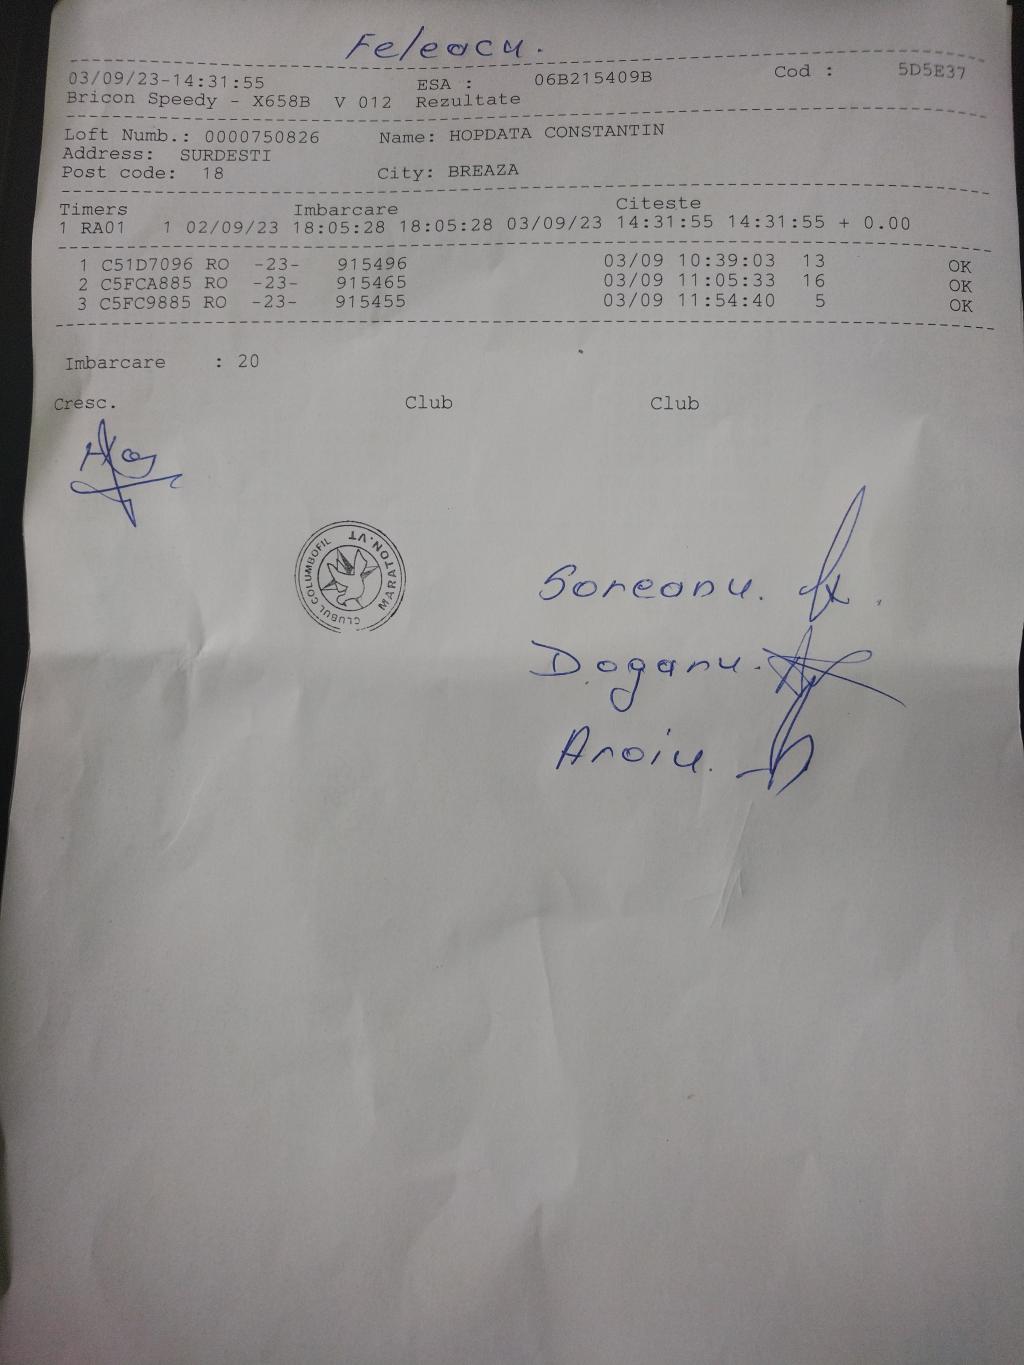 Feleacu.
03/09/23-14:31:55 ESA : 06B215409B Cod : 5D5E37
Bricon Speedy - X658B V 012 Rezultate
Loft Numb.: 0000750826 Name: HOPDATA CONSTANTIN
Address: SURDESTI
Post code: 18 City: BREAZA
Timers Imbarcare Citeste
1 RA01 1 02/09/23 18:05:28 18:05:28 03/09/23 14:31:55 14:31:55 + 0.00
1 C51D7096 RO -23- 915496 03/09 10:39:03 13 OK
2 C5FCA885 RO -23- 915465 03/09 11:05:33 16 OK
3 C5FC9885 RO -23- 915455 03/09 11:54:40 5 OK
Imbarcare : 20
Cresc. Club Club
CLUBUL COLUMBOFIL MARATON.VT
Soreanu.
Doganu.
Aroiu.